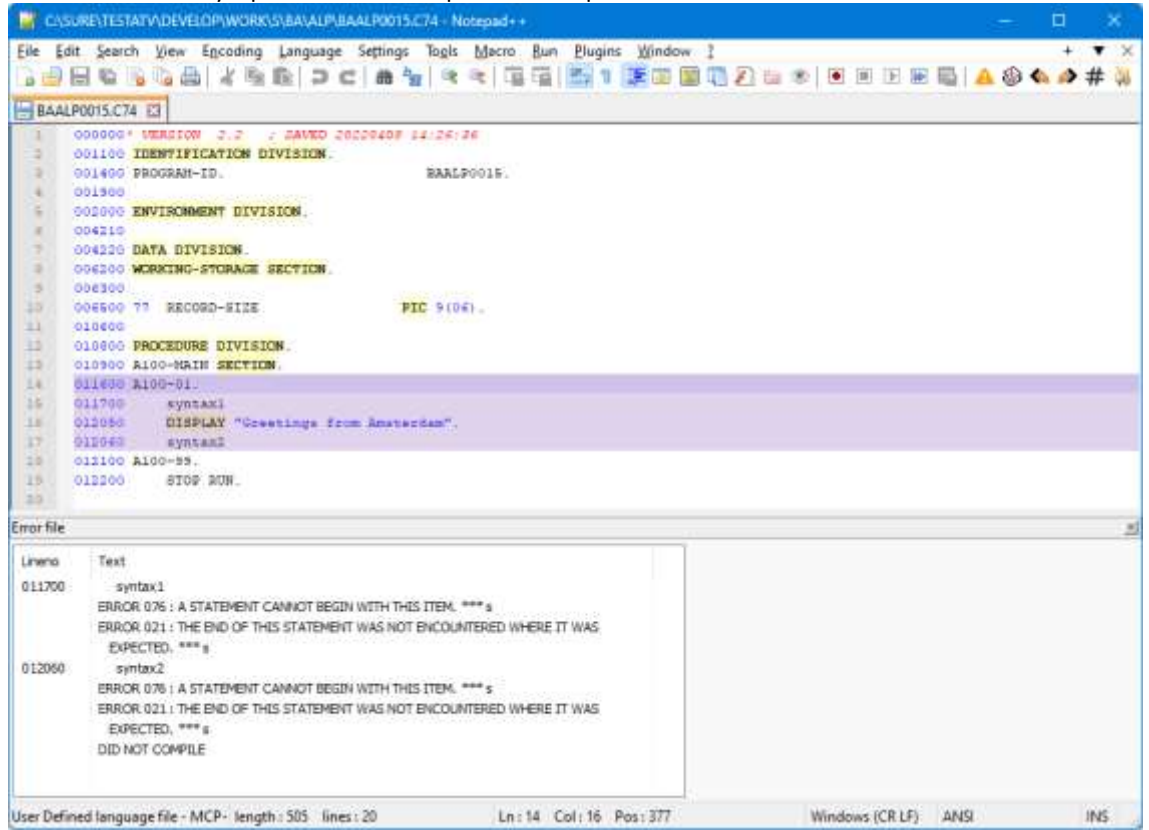 C:\SURE\TESTATV\DEVELOP\WORK\S\BA\ALP\BAALP0015.C74 - Notepad++
File Edit Search View Encoding Language Settings Tools Macro Run Plugins Window ?
BAALP0015.C74
1 000000* VERSION 2.2 ; SAVED 20220408 14:26:36
2 001100 IDENTIFICATION DIVISION.
3 001400 PROGRAM-ID. BAALP0015.
4 001900
5 002000 ENVIRONMENT DIVISION.
6 004210
7 004220 DATA DIVISION.
8 006200 WORKING-STORAGE SECTION.
9 006300
10 006500 77 RECORD-SIZE PIC 9(06).
11 010600
12 010800 PROCEDURE DIVISION.
13 010900 A100-MAIN SECTION.
14 011600 A100-01.
15 011700 syntax1
16 012050 DISPLAY "Greetings from Amsterdam".
17 012060 syntax2
18 012100 A100-99.
19 012200 STOP RUN.
20
Error file
Lineno Text
011700 syntax1
ERROR 076 : A STATEMENT CANNOT BEGIN WITH THIS ITEM. *** s
ERROR 021 : THE END OF THIS STATEMENT WAS NOT ENCOUNTERED WHERE IT WAS
EXPECTED. *** s
012060 syntax2
ERROR 076 : A STATEMENT CANNOT BEGIN WITH THIS ITEM. *** s
ERROR 021 : THE END OF THIS STATEMENT WAS NOT ENCOUNTERED WHERE IT WAS
EXPECTED. *** s
DID NOT COMPILE
User Defined language file - MCP- length : 505 lines : 20 Ln : 14 Col : 16 Pos : 377 Windows (CR LF) ANSI INS